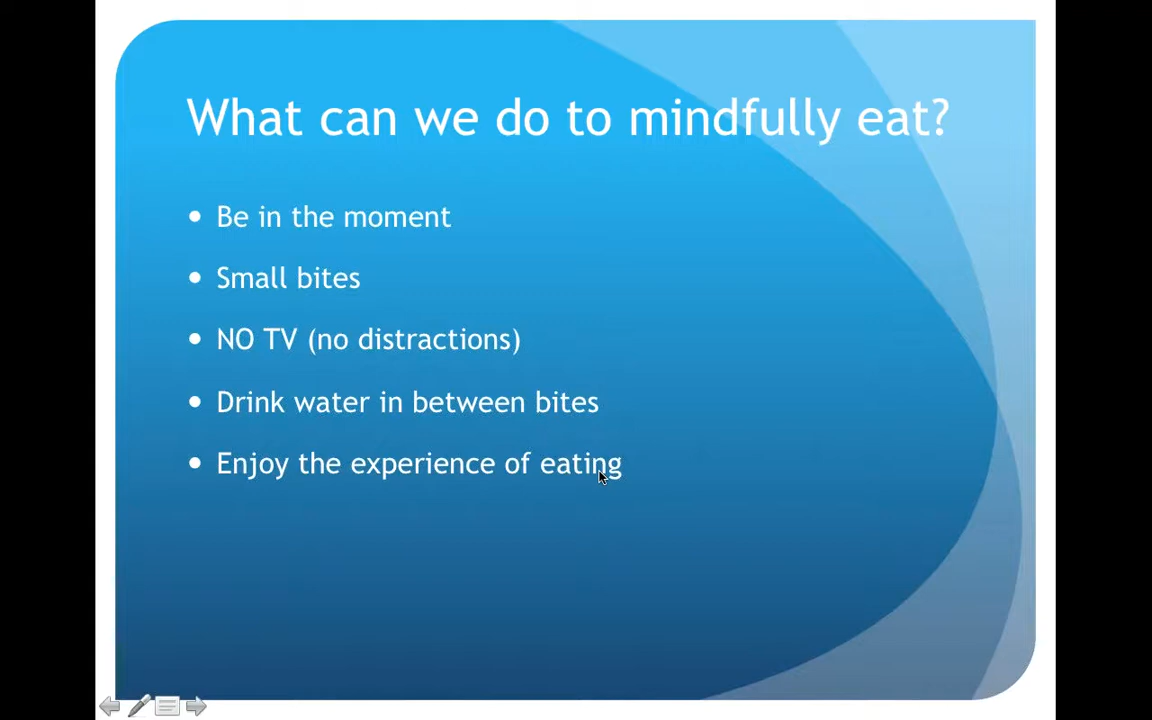 What can we do to mindfully eat?
• Be in the moment
• Small bites
• NO TV (no distractions)
• Drink water in between bites
• Enjoy the experience of eating